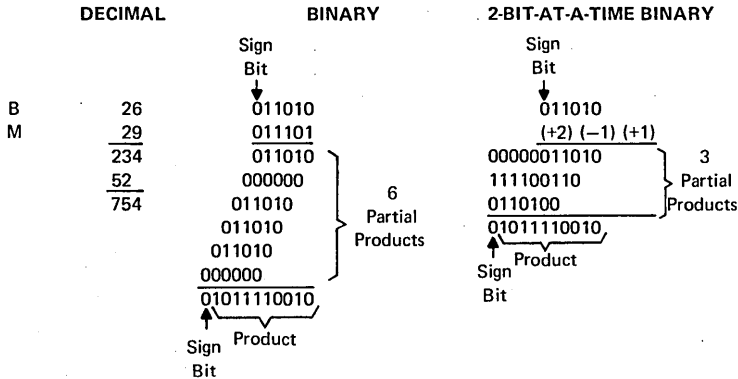 DECIMAL BINARY 2-BIT-AT-A-TIME BINARY
Sign Sign
Bit Bit
B 26 011010 011010
M 29 011101 (+2) (−1) (+1)
234 011010 00000011010 3
52 000000 111100110 Partial
754 011010 0110100 Products
6
Partial
Products
011010 01011110010
011010 Product
000000 Sign
01011110010 Bit
Product
Sign
Bit